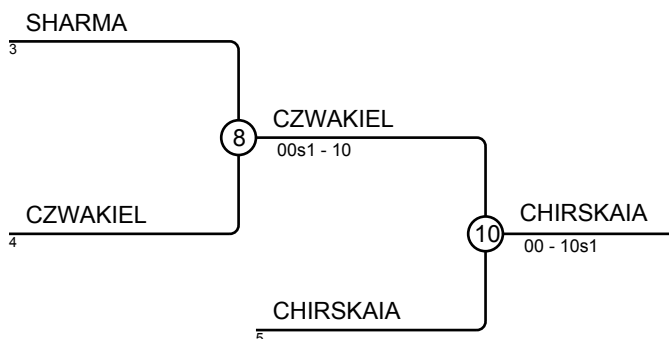 SHARMA
3
8
CZWAKIEL
00s1 - 10
CZWAKIEL
4
10
CHIRSKAIA
00 - 10s1
CHIRSKAIA
5